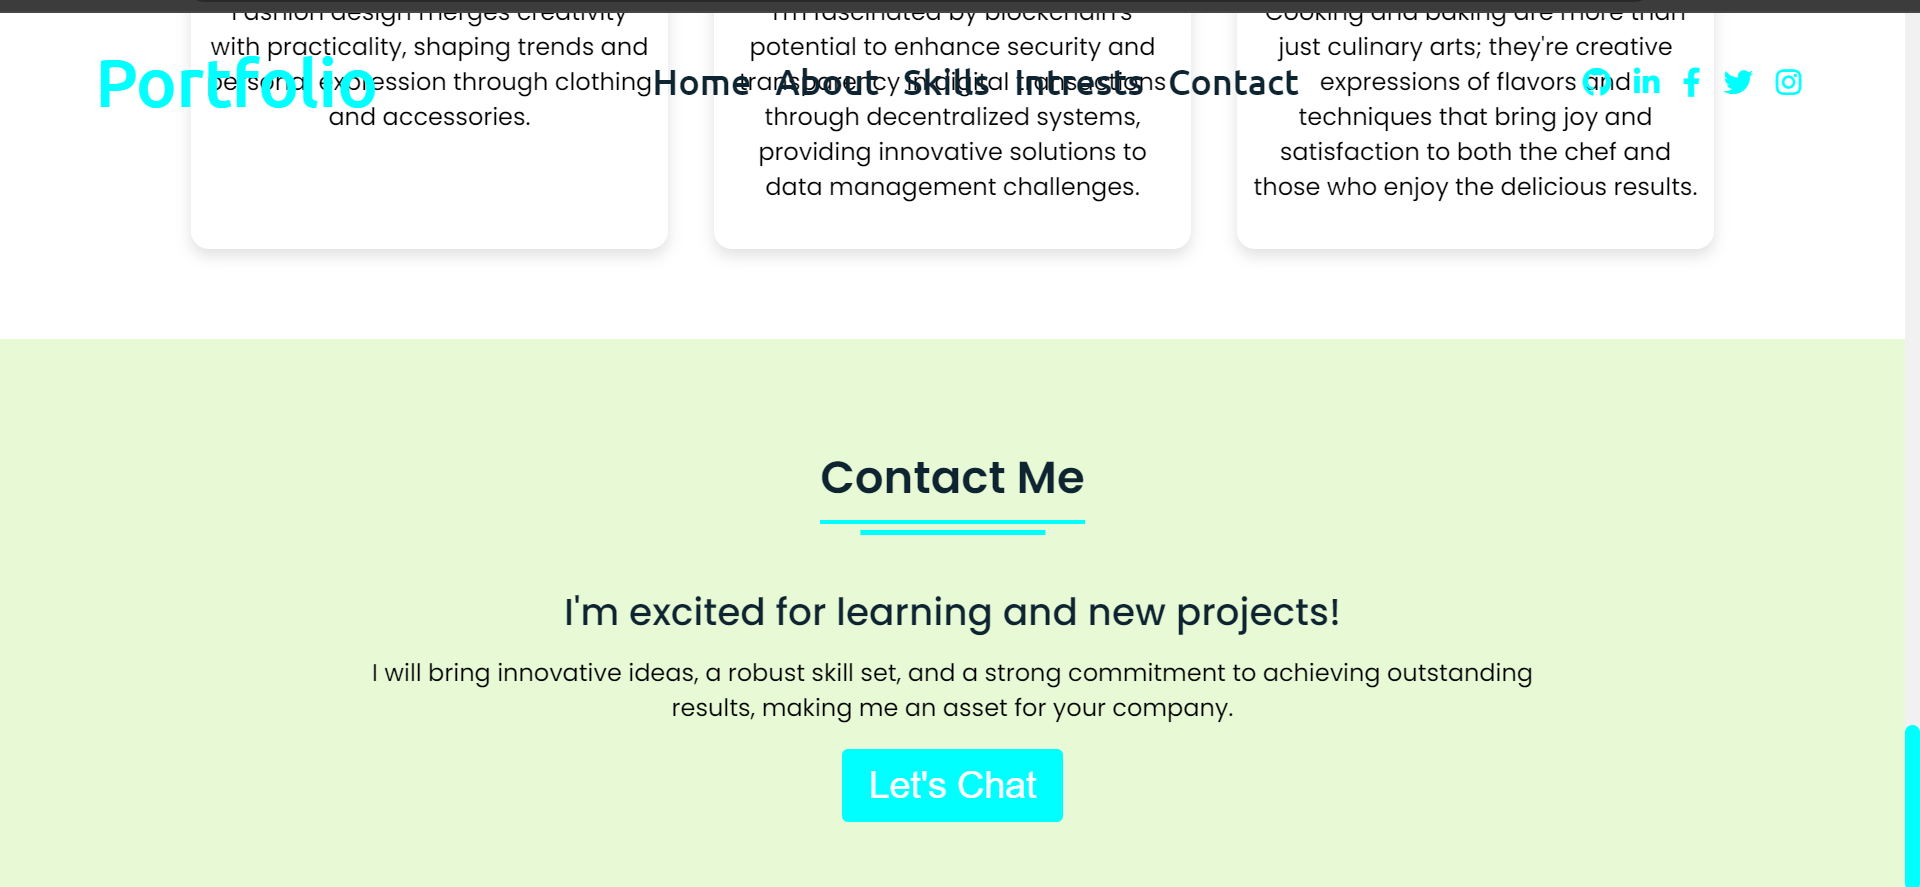 Portfolio
Home About Skills Intrests Contact
Fashion design merges creativity
with practicality, shaping trends and
personal expression through clothing
and accessories.
I'm fascinated by blockchain's
potential to enhance security and
transparency in digital transactions
through decentralized systems,
providing innovative solutions to
data management challenges.
Cooking and baking are more than
just culinary arts; they're creative
expressions of flavors and
techniques that bring joy and
satisfaction to both the chef and
those who enjoy the delicious results.
Contact Me
I'm excited for learning and new projects!
I will bring innovative ideas, a robust skill set, and a strong commitment to achieving outstanding
results, making me an asset for your company.
Let's Chat